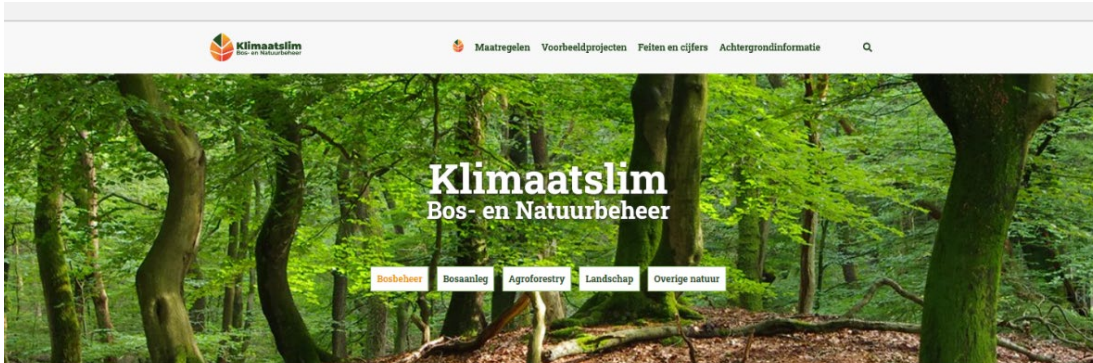 Klimaatslim
Bos- en Natuurbeheer
Maatregelen Voorbeeldprojecten Feiten en cijfers Achtergrondinformatie
Klimaatslim
Bos- en Natuurbeheer
Bosbeheer Bosaanleg Agroforestry Landschap Overige natuur